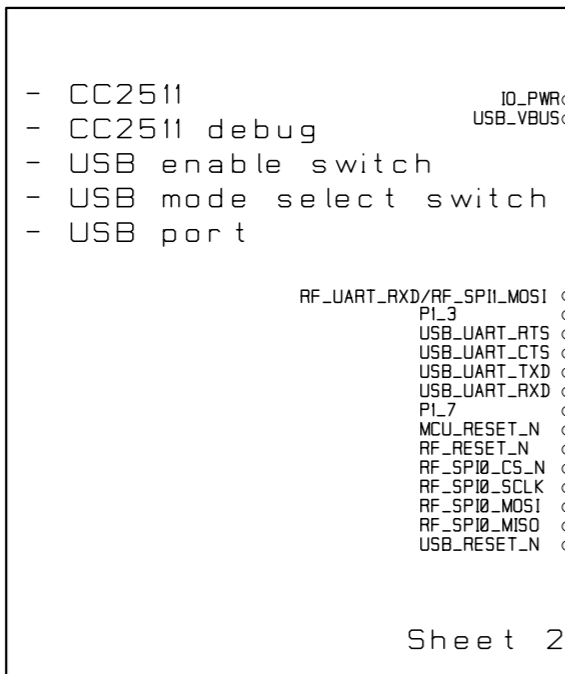 - CC2511
- CC2511 debug
- USB enable switch
- USB mode select switch
- USB port
IO_PWR
USB_VBUS
RF_UART_RXD/RF_SPI1_MOSI
P1_3
USB_UART_RTS
USB_UART_CTS
USB_UART_TXD
USB_UART_RXD
P1_7
MCU_RESET_N
RF_RESET_N
RF_SPI0_CS_N
RF_SPI0_SCLK
RF_SPI0_MOSI
RF_SPI0_MISO
USB_RESET_N
Sheet 2